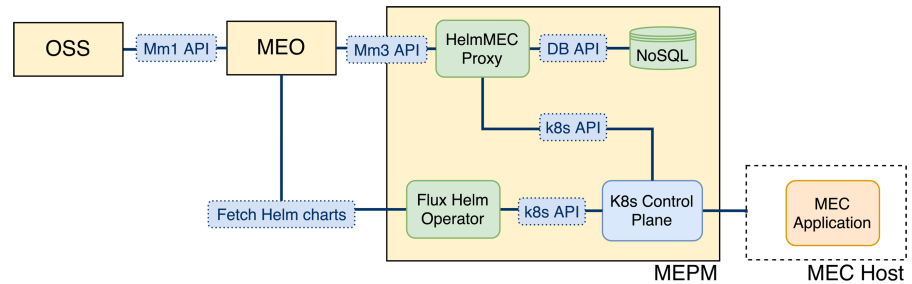 OSS
Mm1 API
MEO
Mm3 API
HelmMEC
Proxy
DB API
NoSQL
k8s API
Fetch Helm charts
Flux Helm
Operator
k8s API
K8s Control
Plane
MEC
Application
MEPM
MEC Host